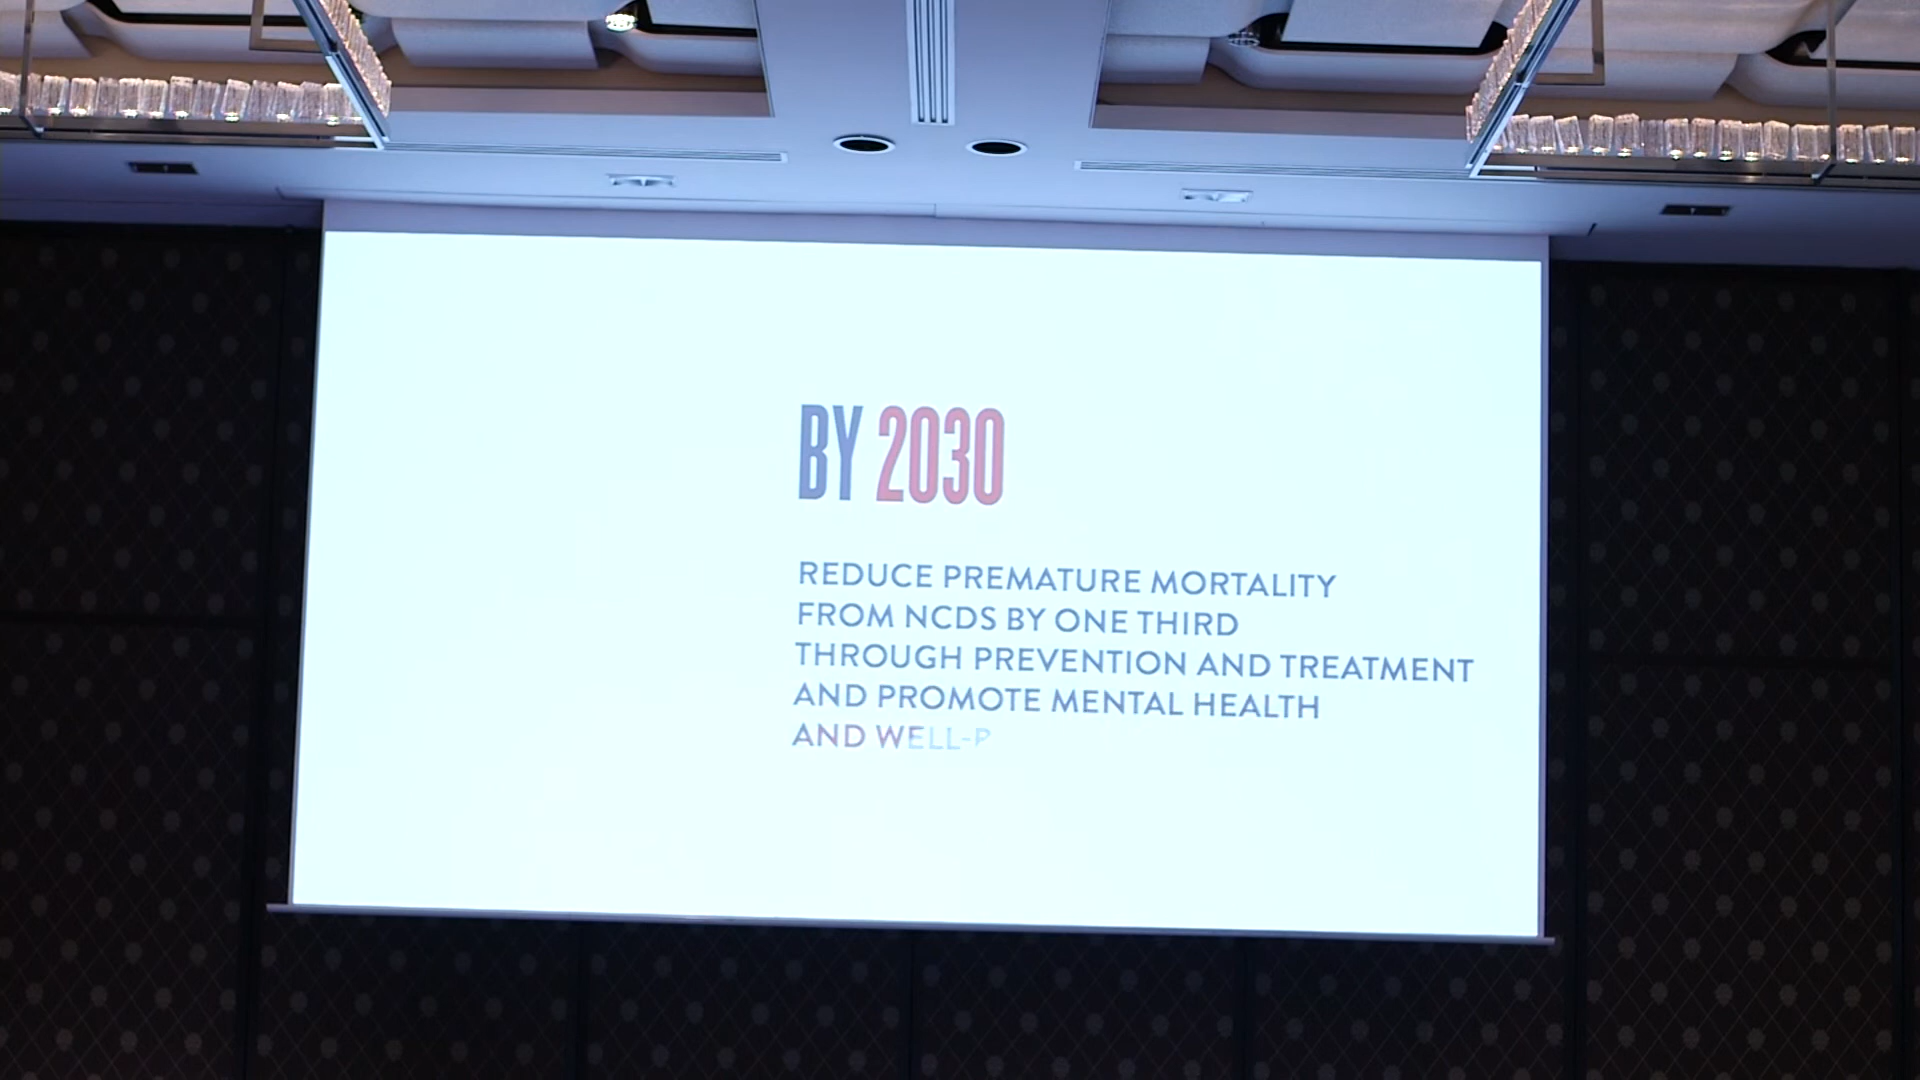 BY 2030
REDUCE PREMATURE MORTALITY
FROM NCDS BY ONE THIRD
THROUGH PREVENTION AND TREATMENT
AND PROMOTE MENTAL HEALTH
AND WELL-